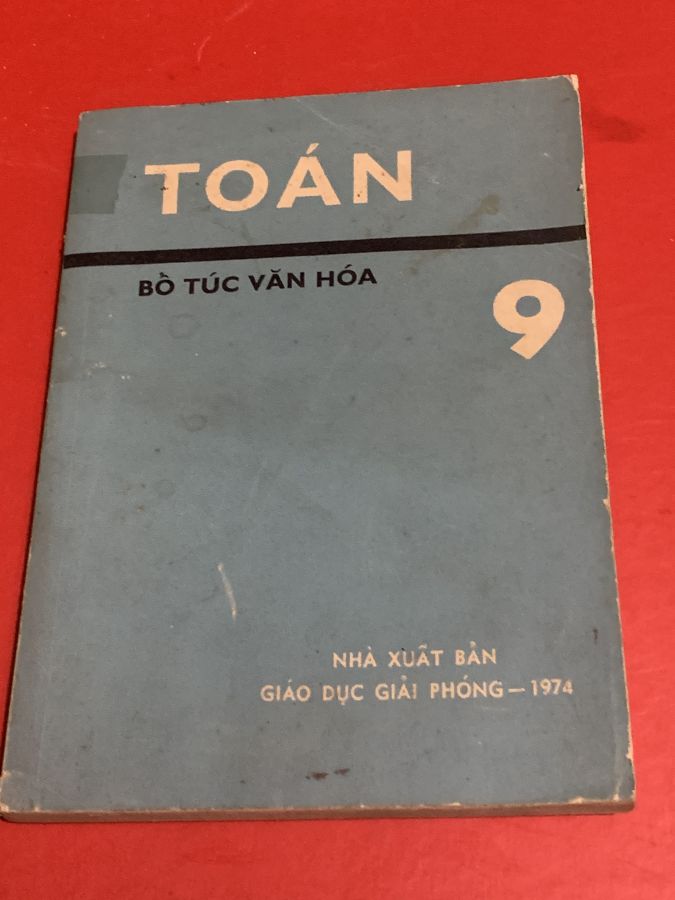 TOÁN
BỔ TÚC VĂN HÓA
9
NHÀ XUẤT BẢN
GIÁO DỤC GIẢI PHÓNG — 1974